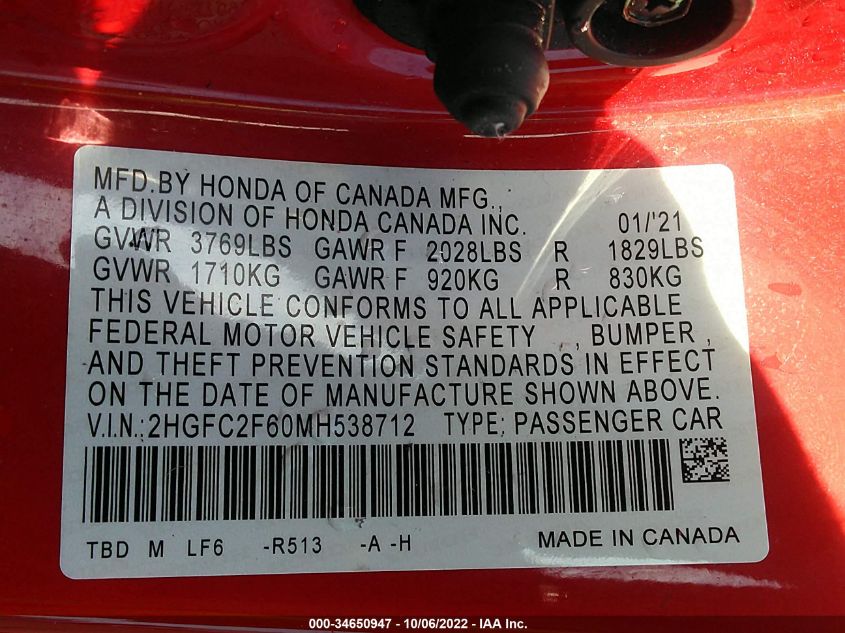 MFD.BY HONDA OF CANADA MFG.,
A DIVISION OF HONDA CANADA INC. 01/'21
GVWR 3769LBS GAWR F 2028LBS R 1829LBS
GVWR 1710KG GAWR F 920KG R 830KG
THIS VEHICLE CONFORMS TO ALL APPLICABLE
FEDERAL MOTOR VEHICLE SAFETY , BUMPER ,
AND THEFT PREVENTION STANDARDS IN EFFECT
ON THE DATE OF MANUFACTURE SHOWN ABOVE.
V.I.N.: 2HGFC2F60MH538712 TYPE: PASSENGER CAR
TBD M LF6 -R513 -A -H MADE IN CANADA
000-34650947 - 10/06/2022 - IAA Inc.